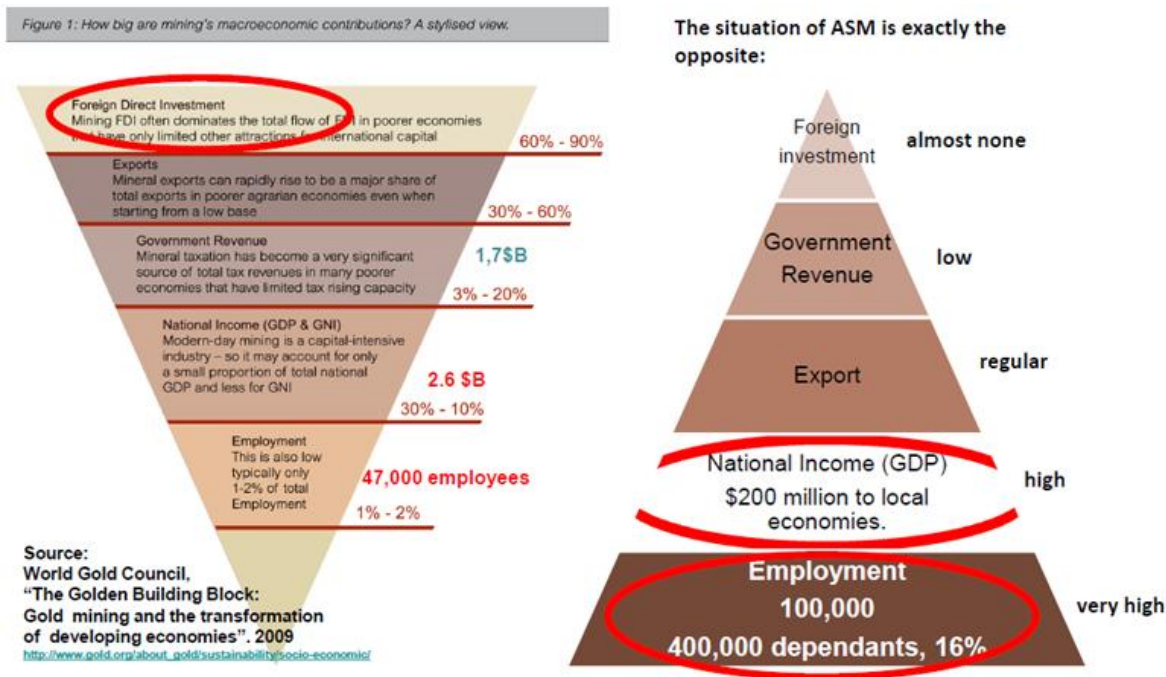 Figure 1: How big are mining's macroeconomic contributions? A stylised view.
Foreign Direct Investment
Mining FDI often dominates the total flow of FDI in poorer economies
that have only limited other attractions for international capital
60% - 90%
Exports
Mineral exports can rapidly rise to be a major share of
total exports in poorer agrarian economies even when
starting from a low base
30% - 60%
Government Revenue
Mineral taxation has become a very significant
source of total tax revenues in many poorer
economies that have limited tax rising capacity
1,7$B
3% - 20%
National Income (GDP & GNI)
Modern-day mining is a capital-intensive
industry – so it may account for only
a small proportion of total national
GDP and less for GNI
2.6 $B
30% - 10%
Employment
This is also low
typically only
1-2% of total
Employment
47,000 employees
1% - 2%
Source:
World Gold Council,
“The Golden Building Block:
Gold mining and the transformation
of developing economies”. 2009
http://www.gold.org/about_gold/sustainability/socio-economic/
The situation of ASM is exactly the
opposite:
Foreign
investment
almost none
Government
Revenue
low
Export
regular
National Income (GDP)
$200 million to local
economies.
high
Employment
100,000
400,000 dependants, 16%
very high